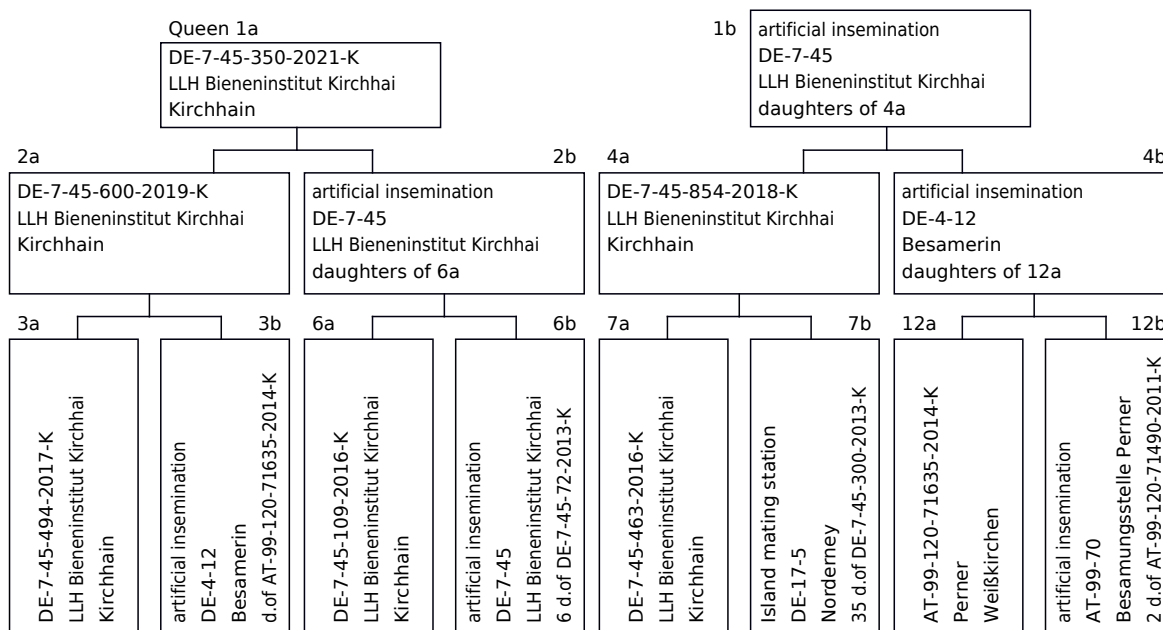 Queen 1a
DE-7-45-350-2021-K
LLH Bieneninstitut Kirchhai
Kirchhain
1b
artificial insemination
DE-7-45
LLH Bieneninstitut Kirchhai
daughters of 4a
2a
DE-7-45-600-2019-K
LLH Bieneninstitut Kirchhai
Kirchhain
2b
artificial insemination
DE-7-45
LLH Bieneninstitut Kirchhai
daughters of 6a
4a
DE-7-45-854-2018-K
LLH Bieneninstitut Kirchhai
Kirchhain
4b
artificial insemination
DE-4-12
Besamerin
daughters of 12a
3a
DE-7-45-494-2017-K
LLH Bieneninstitut Kirchhai
Kirchhain
3b
artificial insemination
DE-4-12
Besamerin
d.of AT-99-120-71635-2014-K
6a
DE-7-45-109-2016-K
LLH Bieneninstitut Kirchhai
Kirchhain
6b
artificial insemination
DE-7-45
LLH Bieneninstitut Kirchhai
6 d.of DE-7-45-72-2013-K
7a
DE-7-45-463-2016-K
LLH Bieneninstitut Kirchhai
Kirchhain
7b
Island mating station
DE-17-5
Norderney
35 d.of DE-7-45-300-2013-K
12a
AT-99-120-71635-2014-K
Perner
Weißkirchen
12b
artificial insemination
AT-99-70
Besamungsstelle Perner
2 d.of AT-99-120-71490-2011-K